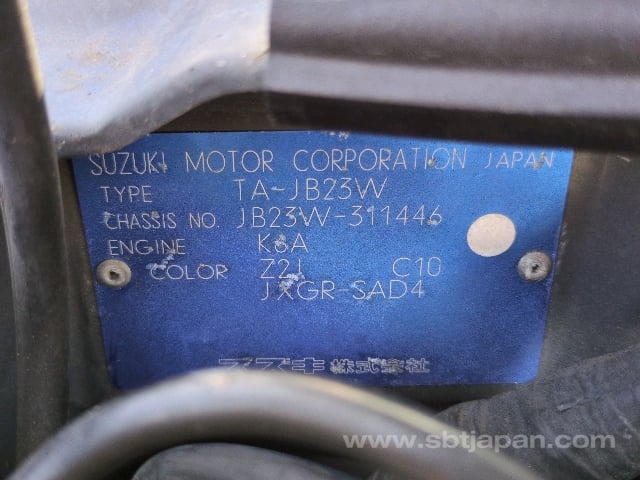 SUZUKI MOTOR CORPORATION JAPAN
TYPE TA-JB23W
CHASSIS NO. JB23W-311446
ENGINE K6A
COLOR Z2J C10
JXGR-SAD4
スズキ株式会社
www.sbtjapan.com